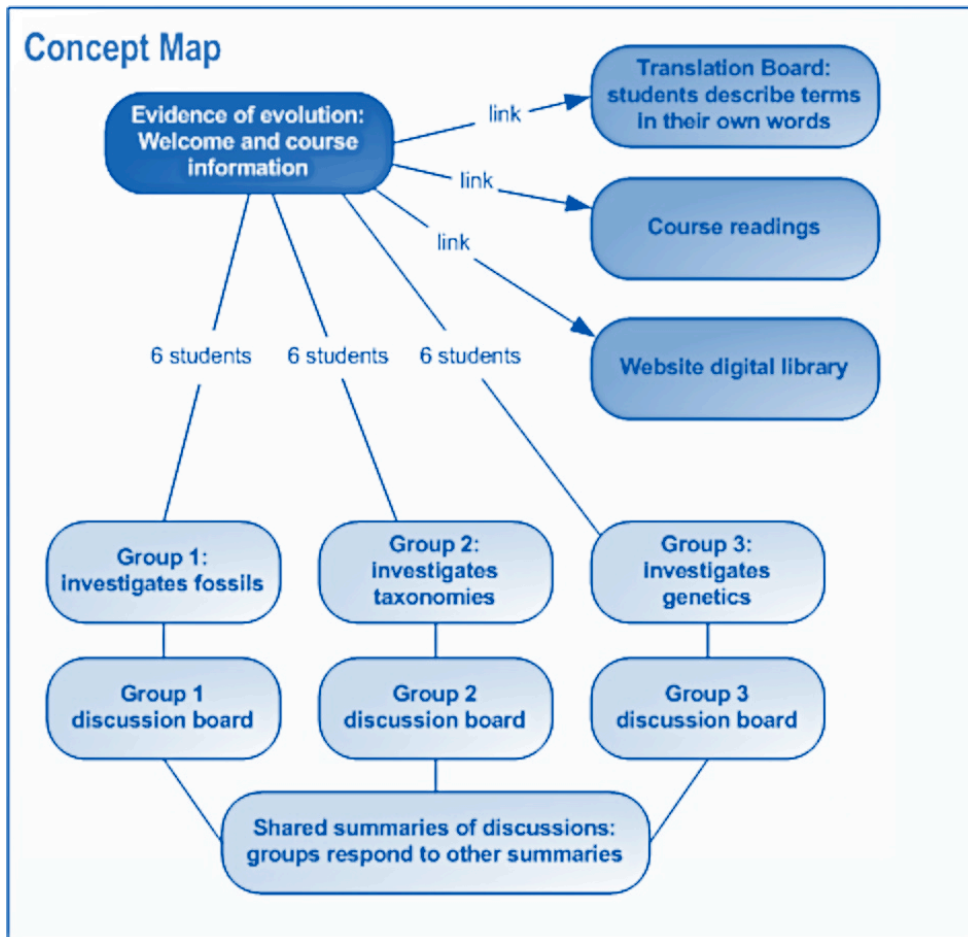 Concept Map
Evidence of evolution:
Welcome and course
information
link
Translation Board:
students describe terms
in their own words
link
Course readings
link
Website digital library
6 students
6 students
6 students
Group 1:
investigates fossils
Group 2:
investigates
taxonomies
Group 3:
investigates
genetics
Group 1
discussion board
Group 2
discussion board
Group 3
discussion board
Shared summaries of discussions:
groups respond to other summaries